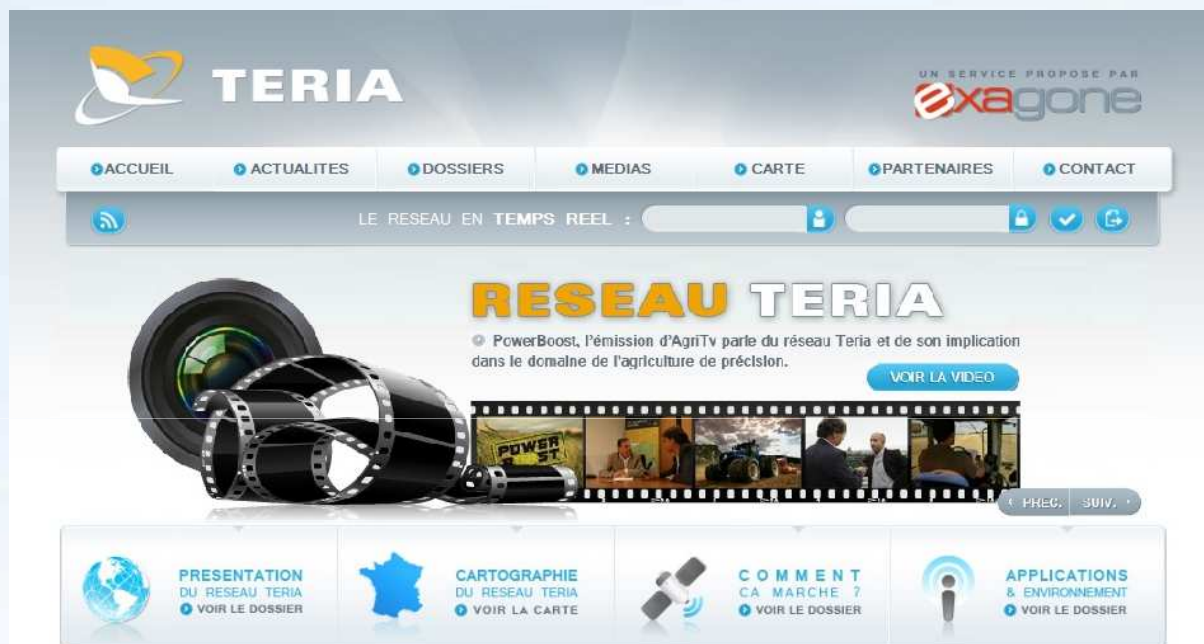 TERIA
UN SERVICE PROPOSE PAR
exagone
ACCUEIL
ACTUALITES
DOSSIERS
MEDIAS
CARTE
PARTENAIRES
CONTACT
LE RESEAU EN TEMPS REEL :
RESEAU TERIA
PowerBoost, l'émission d'AgriTv parle du réseau Teria et de son implication
dans le domaine de l'agriculture de précision.
VOIR LA VIDEO
POWER
PREC. SUIV.
PRESENTATION
DU RESEAU TERIA
VOIR LE DOSSIER
CARTOGRAPHIE
DU RESEAU TERIA
VOIR LA CARTE
COMMENT
CA MARCHE ?
VOIR LE DOSSIER
APPLICATIONS
& ENVIRONNEMENT
VOIR LE DOSSIER